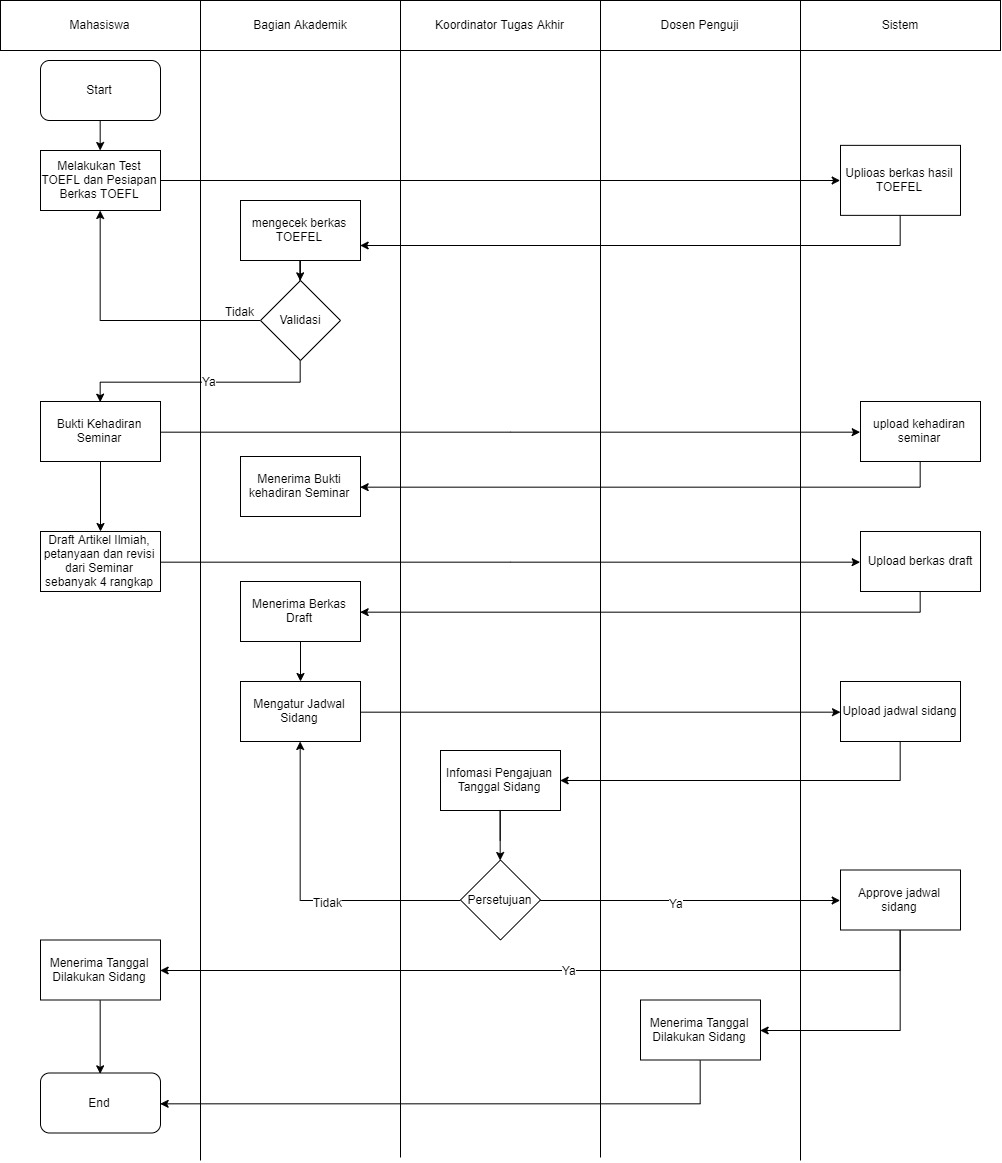 Mahasiswa
Bagian Akademik
Koordinator Tugas Akhir
Dosen Penguji
Sistem
Start
Melakukan Test
TOEFL dan Pesiapan
Berkas TOEFL
Uplioas berkas hasil
TOEFEL
mengecek berkas
TOEFEL
Validasi
Tidak
Ya
Bukti Kehadiran
Seminar
upload kehadiran
seminar
Menerima Bukti
kehadiran Seminar
Draft Artikel Ilmiah,
petanyaan dan revisi
dari Seminar
sebanyak 4 rangkap
Upload berkas draft
Menerima Berkas
Draft
Mengatur Jadwal
Sidang
Upload jadwal sidang
Infomasi Pengajuan
Tanggal Sidang
Persetujuan
Tidak
Ya
Approve jadwal
sidang
Menerima Tanggal
Dilakukan Sidang
Ya
Menerima Tanggal
Dilakukan Sidang
End